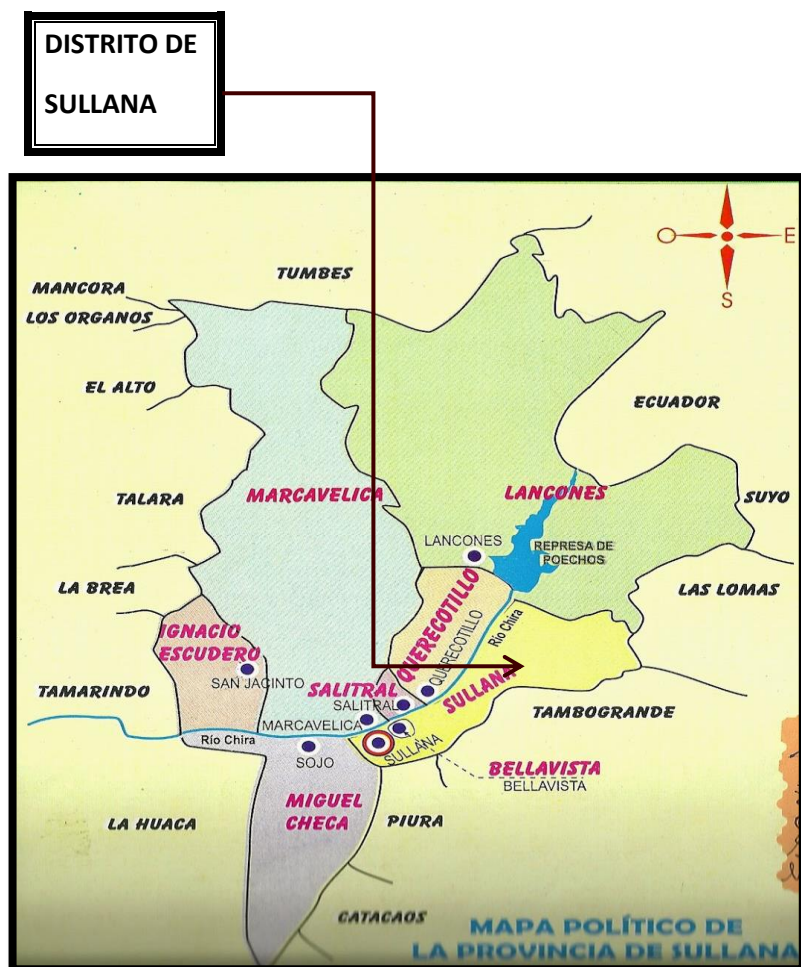 DISTRITO DE
SULLANA
O
E
S
TUMBES
MANCORA
LOS ORGANOS
EL ALTO
ECUADOR
TALARA
MARCAVELICA
LANCONES
SUYO
LANCONES
REPRESA DE
POECHOS
LA BREA
LAS LOMAS
QUERECOTILLO
QUERECOTILLO
Río Chira
IGNACIO
ESCUDERO
SAN JACINTO
TAMARINDO
SALITRAL
SALITRAL
SULLANA
MARCAVELICA
TAMBOGRANDE
Río Chira
SOJO
SULLANA
BELLAVISTA
BELLAVISTA
MIGUEL
CHECA
LA HUACA
PIURA
CATACAOS
MAPA POLÍTICO DE
LA PROVINCIA DE SULLANA